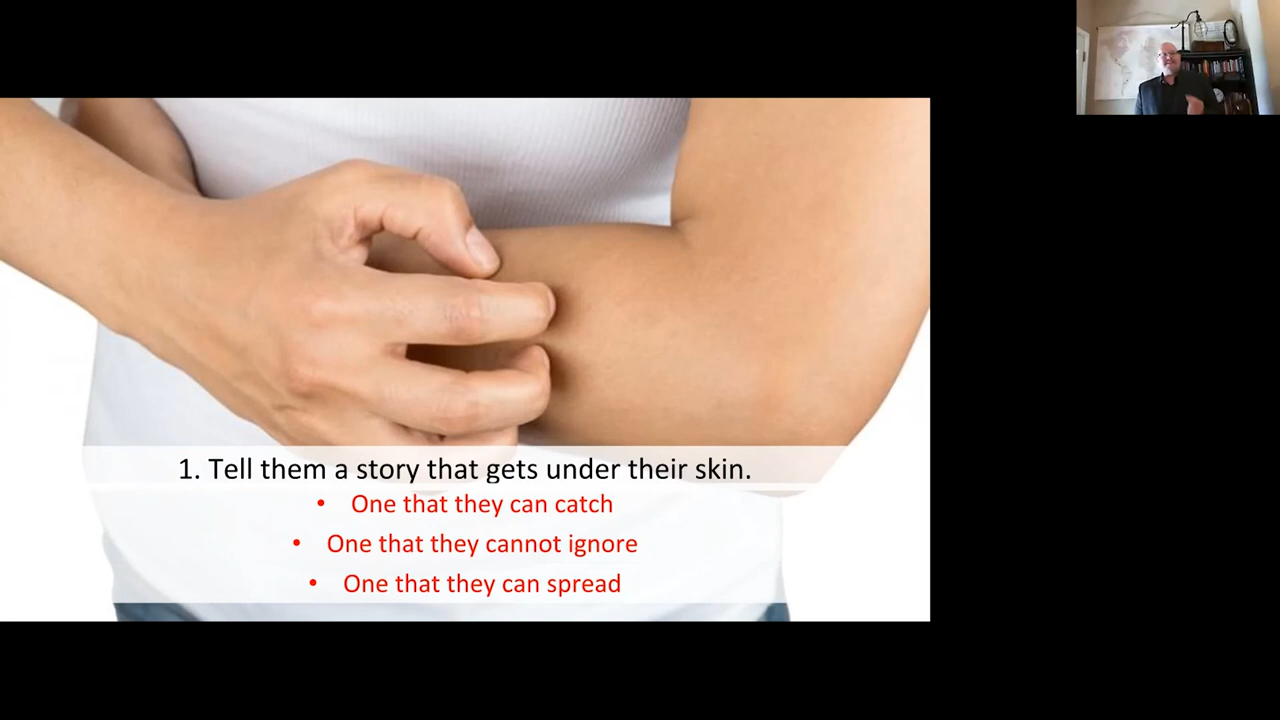 1. Tell them a story that gets under their skin.
• One that they can catch
• One that they cannot ignore
• One that they can spread